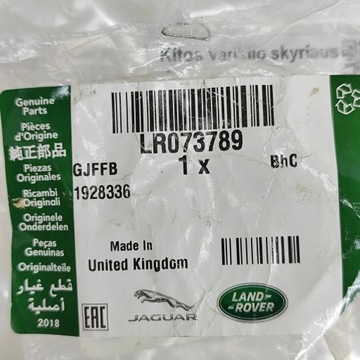 Kitos variklio skyriaus
Genuine
Parts
Pièces
d'Origine
純正部品
Piezas
Originales
Ricambi
Originali
Originele
Onderdelen
Peças
Genuinas
Originalteile
قطع غيار
أصلية
2018
LR073789
GJFFB
1 x
BhC
1928336
Made In
United Kingdom
EAC
JAGUAR
LAND
ROVER